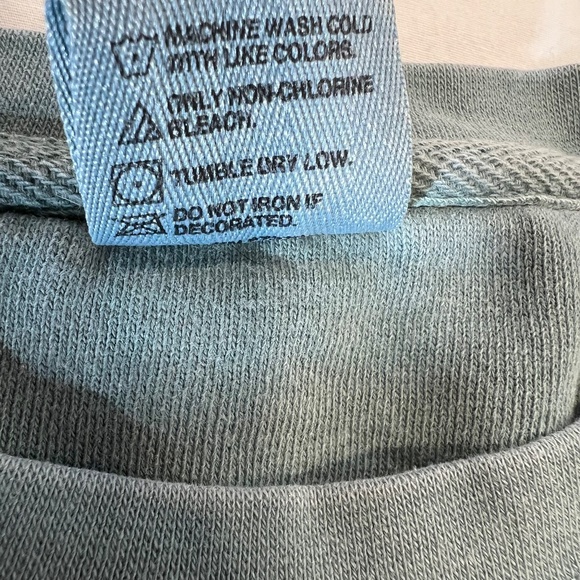 MACHINE WASH COLD
WITH LIKE COLORS.
ONLY NON-CHLORINE
BLEACH.
TUMBLE DRY LOW.
DO NOT IRON IF
DECORATED.